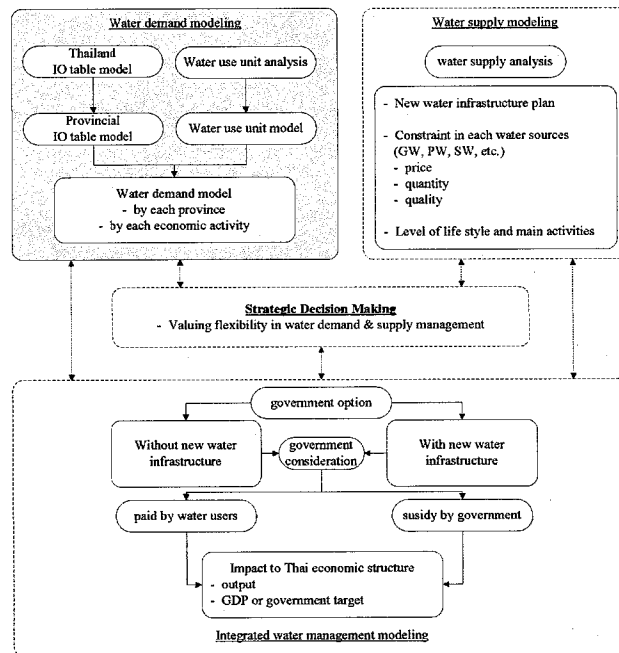 Water demand modeling
Thailand
IO table model
Water use unit analysis
Provincial
IO table model
Water use unit model
Water demand model
- by each province
- by each economic activity
Water supply modeling
water supply analysis
- New water infrastructure plan
- Constraint in each water sources
(GW, PW, SW, etc.)
- price
- quantity
- quality
- Level of life style and main activities
Strategic Decision Making
- Valuing flexibility in water demand & supply management
government option
Without new water
infrastructure
government
consideration
With new water
infrastructure
paid by water users
susidy by government
Impact to Thai economic structure
- output
- GDP or government target
Integrated water management modeling